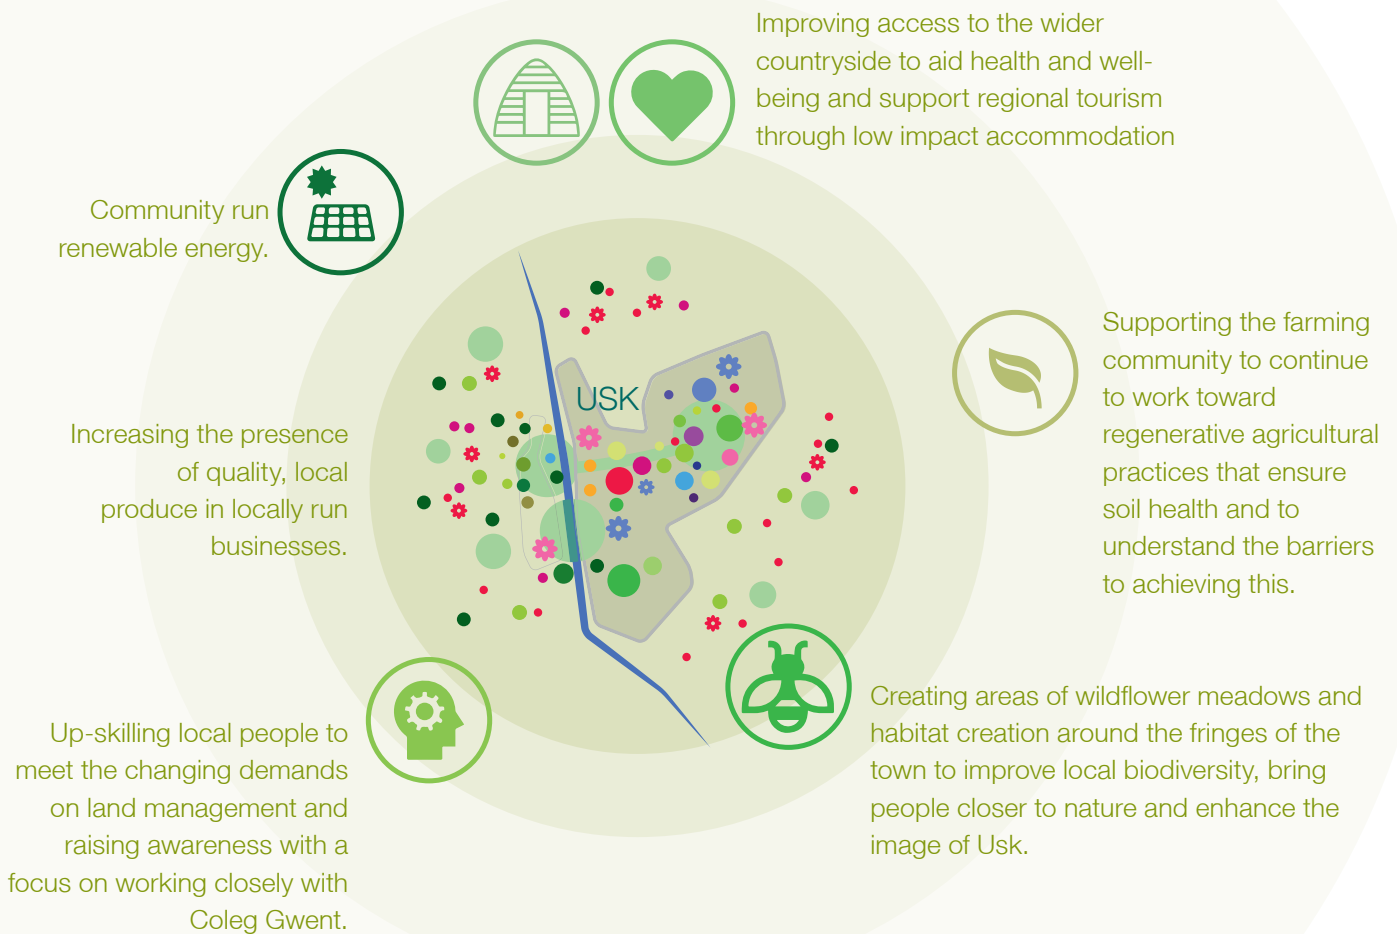 Improving access to the wider
countryside to aid health and well-
being and support regional tourism
through low impact accommodation
Community run
renewable energy.
USK
Supporting the farming
community to continue
to work toward
regenerative agricultural
practices that ensure
soil health and to
understand the barriers
to achieving this.
Increasing the presence
of quality, local
produce in locally run
businesses.
Creating areas of wildflower meadows and
habitat creation around the fringes of the
town to improve local biodiversity, bring
people closer to nature and enhance the
image of Usk.
Up-skilling local people to
meet the changing demands
on land management and
raising awareness with a
focus on working closely with
Coleg Gwent.